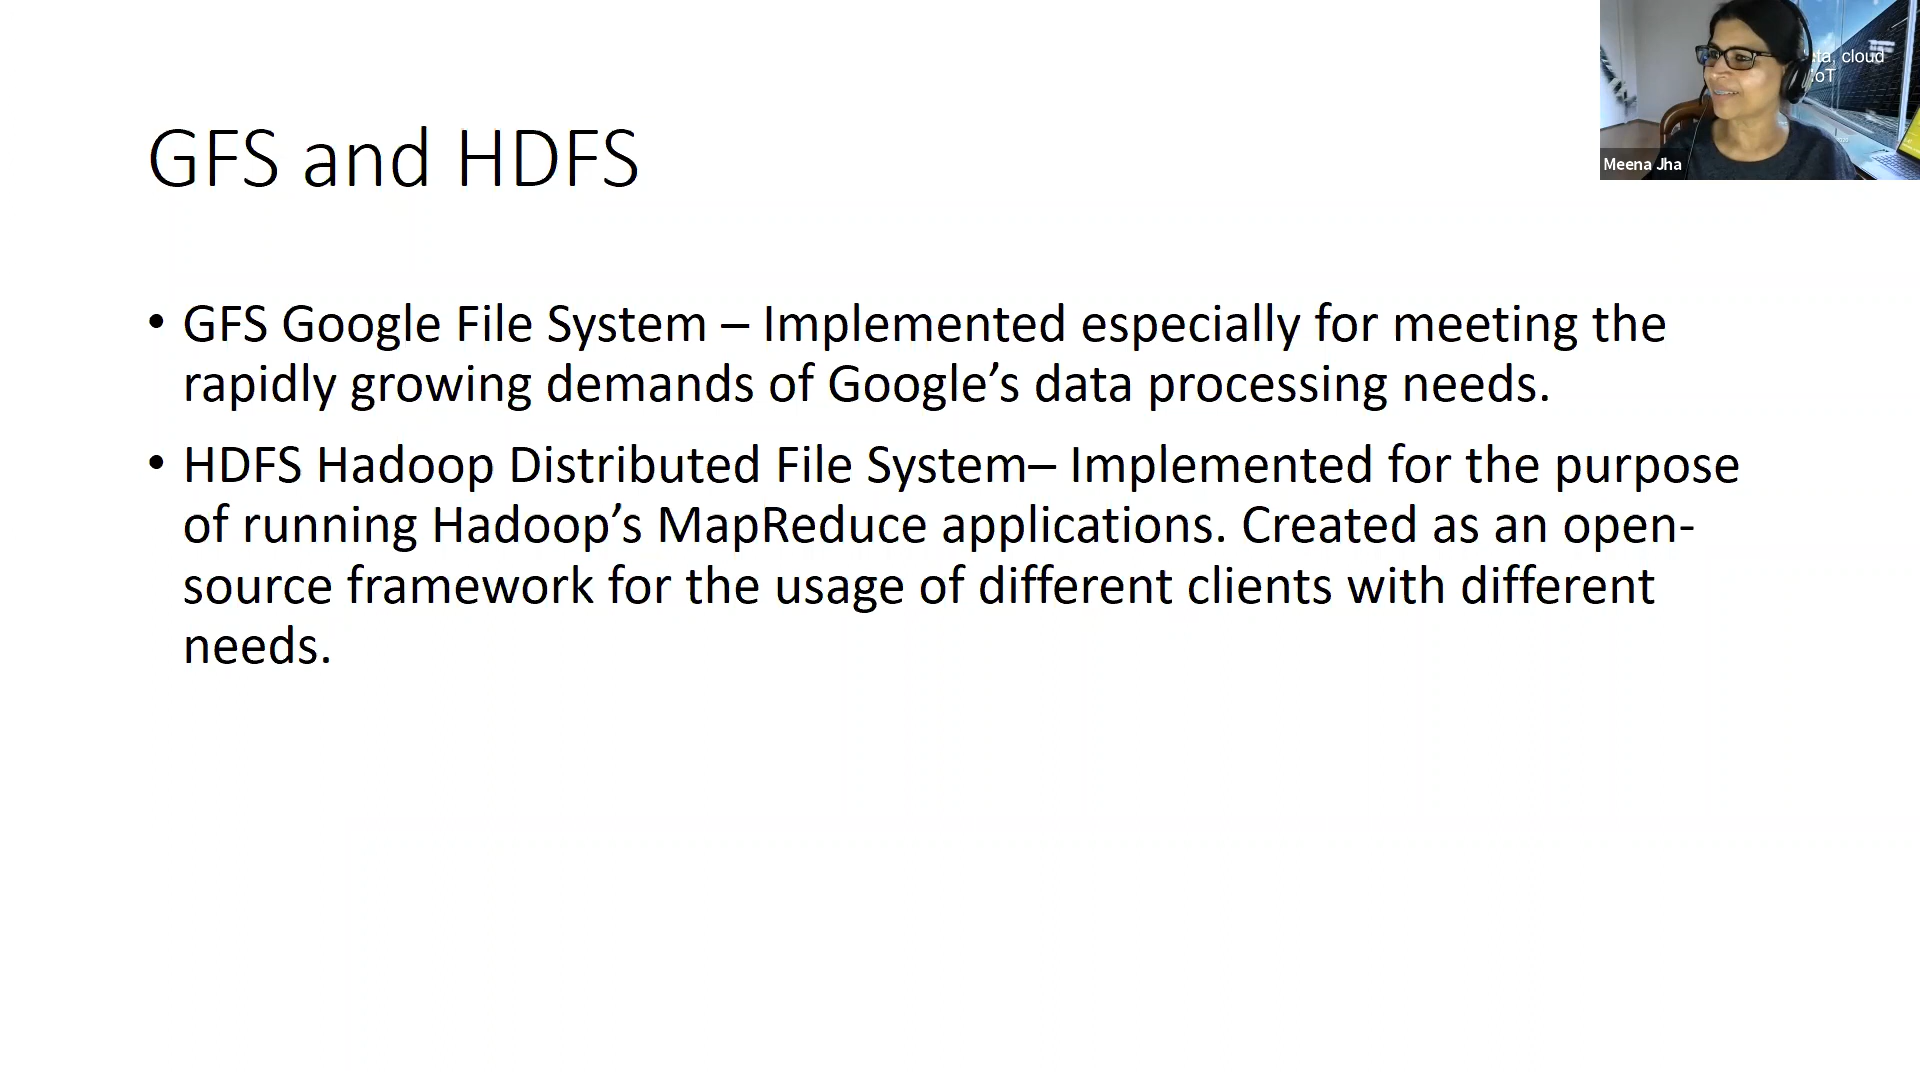 GFS and HDFS
• GFS Google File System – Implemented especially for meeting the
rapidly growing demands of Google’s data processing needs.
• HDFS Hadoop Distributed File System– Implemented for the purpose
of running Hadoop’s MapReduce applications. Created as an open-
source framework for the usage of different clients with different
needs.
cloud
Meena Jha